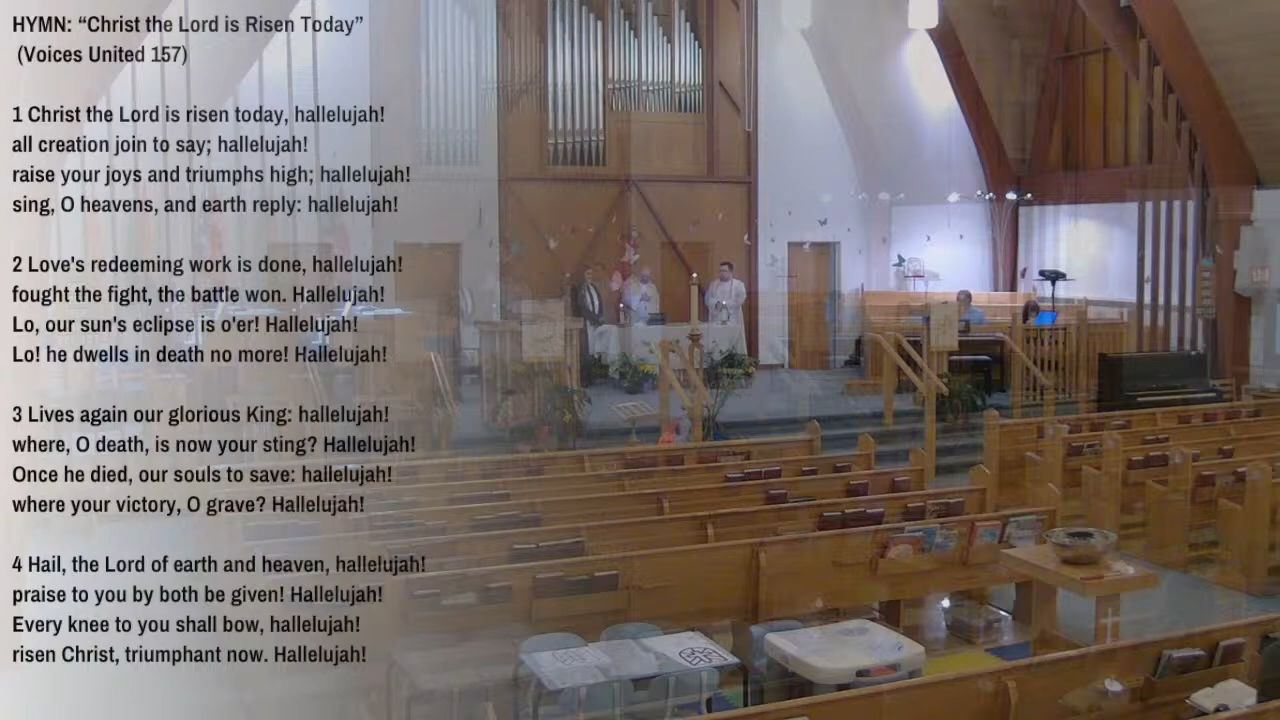 HYMN: “Christ the Lord is Risen Today”
(Voices United 157)
1 Christ the Lord is risen today, hallelujah!
all creation join to say; hallelujah!
raise your joys and triumphs high; hallelujah!
sing, O heavens, and earth reply: hallelujah!
2 Love's redeeming work is done, hallelujah!
fought the fight, the battle won. Hallelujah!
Lo, our sun's eclipse is o'er! Hallelujah!
Lo! he dwells in death no more! Hallelujah!
3 Lives again our glorious King: hallelujah!
where, O death, is now your sting? Hallelujah!
Once he died, our souls to save: hallelujah!
where your victory, O grave? Hallelujah!
4 Hail, the Lord of earth and heaven, hallelujah!
praise to you by both be given! Hallelujah!
Every knee to you shall bow, hallelujah!
risen Christ, triumphant now. Hallelujah!